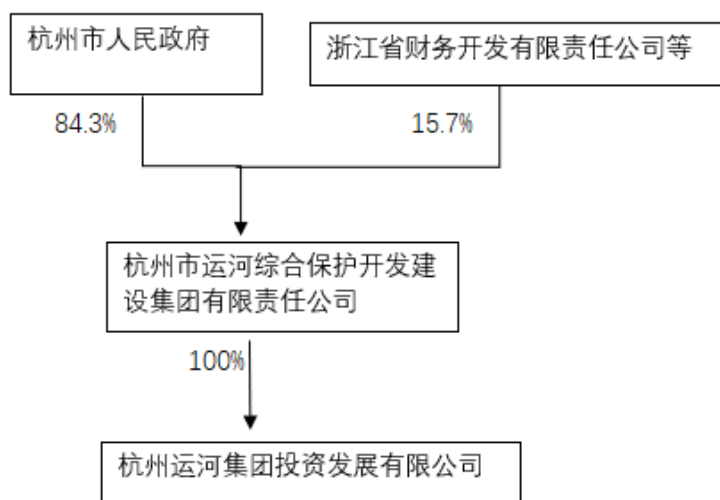 杭州市人民政府
浙江省财务开发有限责任公司等
84.3%
15.7%
杭州市运河综合保护开发建
设集团有限责任公司
100%
杭州运河集团投资发展有限公司